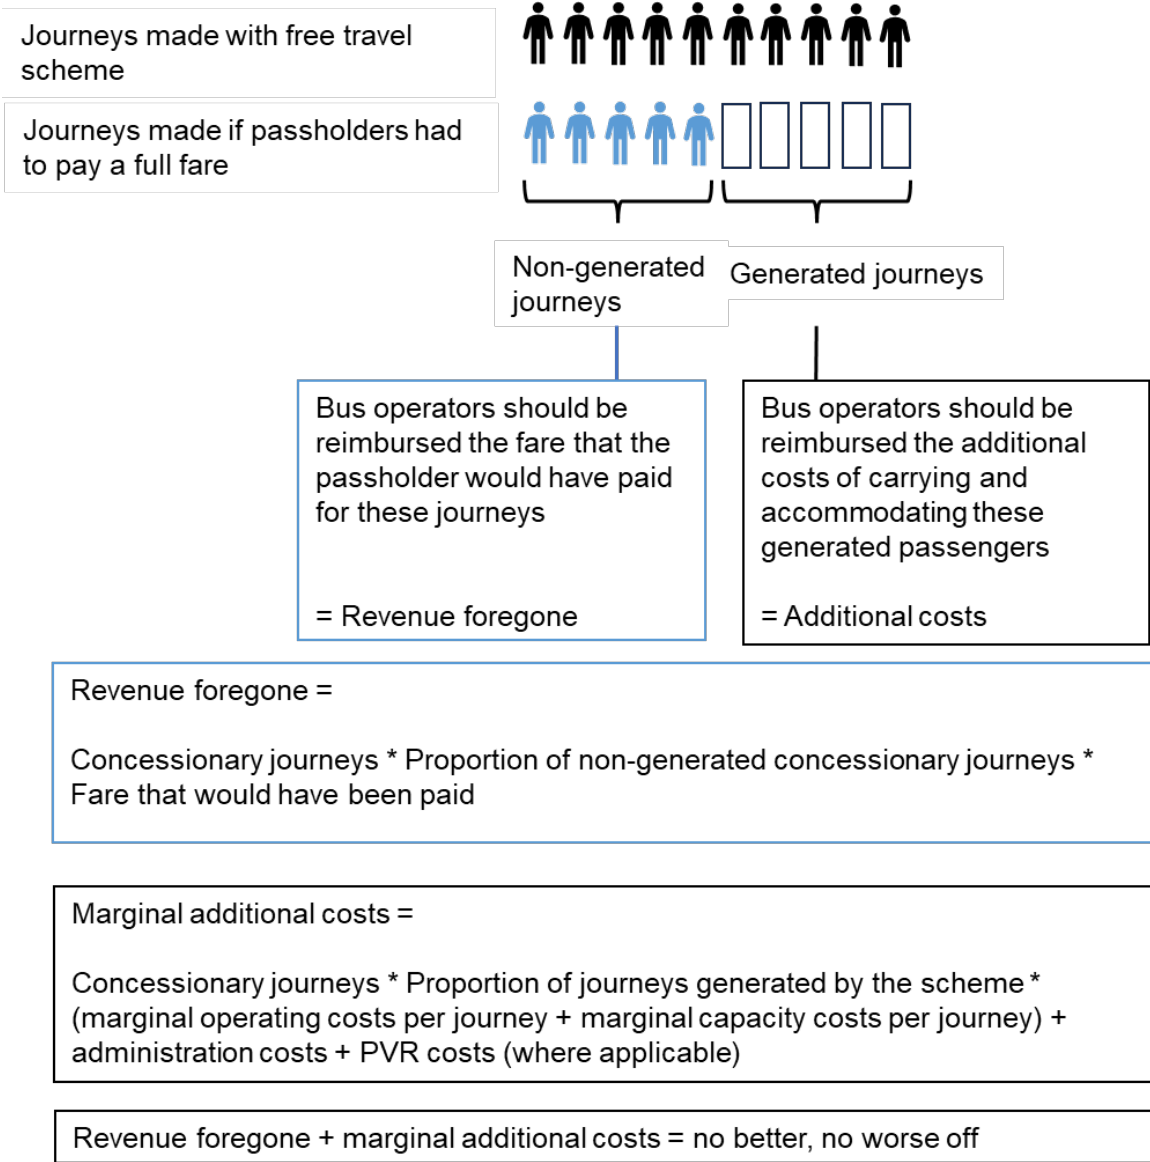 Journeys made with free travel
scheme
Journeys made if passholders had
to pay a full fare
Non-generated
journeys
Generated journeys
Bus operators should be
reimbursed the fare that the
passholder would have paid
for these journeys
= Revenue foregone
Bus operators should be
reimbursed the additional
costs of carrying and
accommodating these
generated passengers
= Additional costs
Revenue foregone =
Concessionary journeys * Proportion of non-generated concessionary journeys *
Fare that would have been paid
Marginal additional costs =
Concessionary journeys * Proportion of journeys generated by the scheme *
(marginal operating costs per journey + marginal capacity costs per journey) +
administration costs + PVR costs (where applicable)
Revenue foregone + marginal additional costs = no better, no worse off